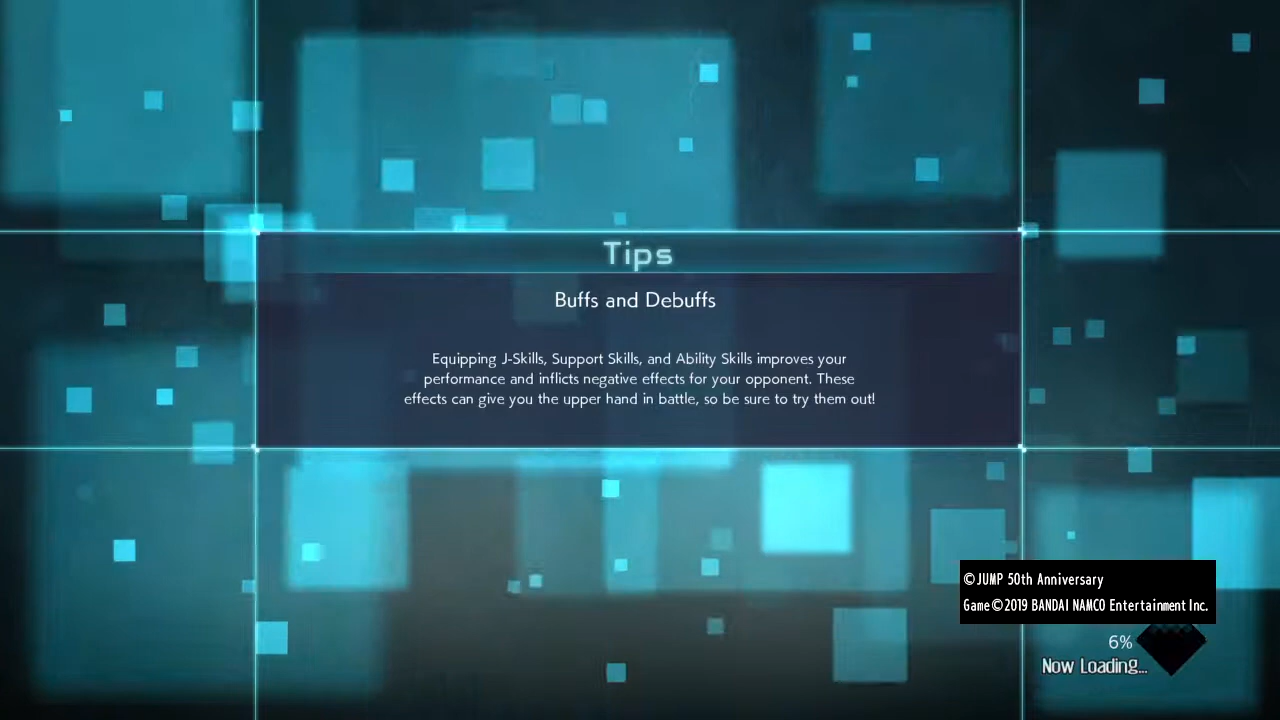 Tips
Buffs and Debuffs
Equipping J-Skills, Support Skills, and Ability Skills improves your
performance and inflicts negative effects for your opponent. These
effects can give you the upper hand in battle, so be sure to try them out!
©JUMP 50th Anniversary
Game©2019 BANDAI NAMCO Entertainment Inc.
6%
Now Loading...